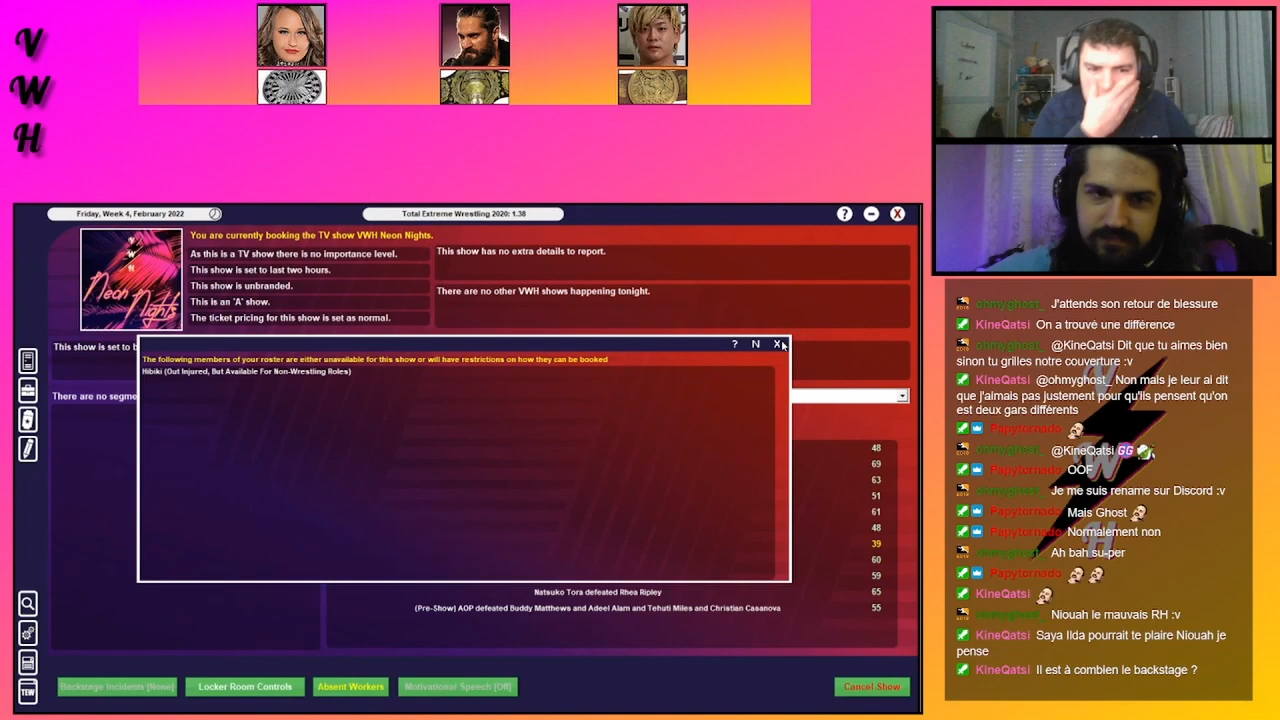 V
W
H
Friday, Week 4, February 2022
Total Extreme Wrestling 2020: 1.38
?
X
You are currently booking the TV show VWH Neon Nights.
As this is a TV show there is no importance level.
This show is set to last two hours.
This show is unbranded.
This is an 'A' show.
The ticket pricing for this show is set as normal.
This show has no extra details to report.
There are no other VWH shows happening tonight.
V
W
H
Neon Nights
This show is set to b
There are no segme
? N X
The following members of your roster are either unavailable for this show or will have restrictions on how they can be booked
Hibiki (Out Injured, But Available For Non-Wrestling Roles)
48
69
63
51
61
48
39
60
59
Natsuko Tora defeated Rhea Ripley 65
(Pre-Show) AOP defeated Buddy Matthews and Adeel Alam and Tehuti Miles and Christian Casanova 55
TEW
Backstage Incidents [None]
Locker Room Controls
Absent Workers
Motivational Speech [Off]
Cancel Show
ohmyghost_ J'attends son retour de blessure
KineQatsi On a trouvé une différence
ohmyghost_ @KineQatsi Dit que tu aimes bien
sinon tu grilles notre couverture :v
KineQatsi @ohmyghost_ Non mais je leur ai dit
que j'aimais pas justement pour qu'ils pensent qu'on
est deux gars différents
Papytornado
ohmyghost_ @KineQatsi GG
Papytornado OOF
ohmyghost_ Je me suis rename sur Discord :v
Papytornado Mais Ghost
Papytornado Normalement non
ohmyghost_ Ah bah su-per
Papytornado
KineQatsi
ohmyghost_ Niouah le mauvais RH :v
KineQatsi Saya Ilda pourrait te plaire Niouah je
pense
KineQatsi Il est à combien le backstage ?
V
W
H